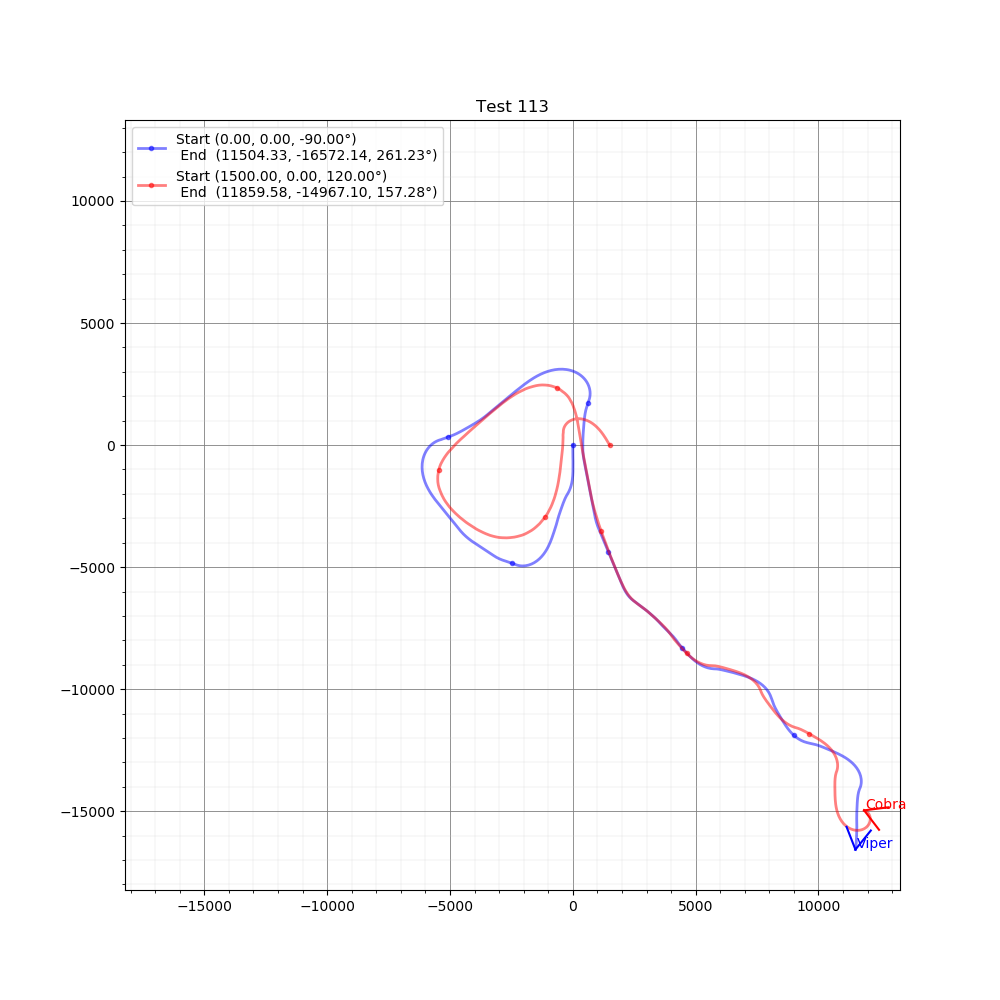 Test 113
Start (0.00, 0.00, -90.00°)
End (11504.33, -16572.14, 261.23°)
Start (1500.00, 0.00, 120.00°)
End (11859.58, -14967.10, 157.28°)
10000
5000
0
−5000
−10000
−15000
Cobra
Viper
−15000 −10000 −5000 0 5000 10000